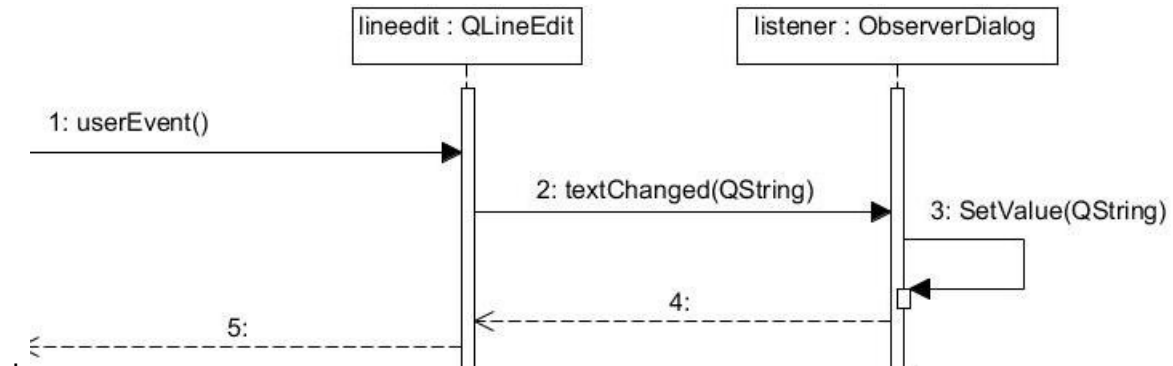 lineedit : QLineEdit
listener : ObserverDialog
1: userEvent()
2: textChanged(QString)
3: SetValue(QString)
4:
5: